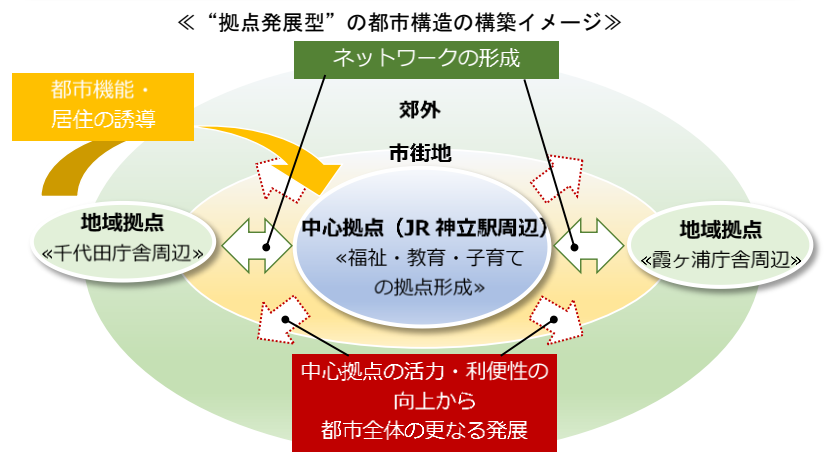 ≪“拠点発展型”の都市構造の構築イメージ≫
ネットワークの形成
都市機能・
居住の誘導
郊外
市街地
地域拠点
≪千代田庁舎周辺≫
中心拠点（JR 神立駅周辺）
≪福祉・教育・子育て
の拠点形成≫
地域拠点
≪霞ヶ浦庁舎周辺≫
中心拠点の活力・利便性の
向上から
都市全体の更なる発展